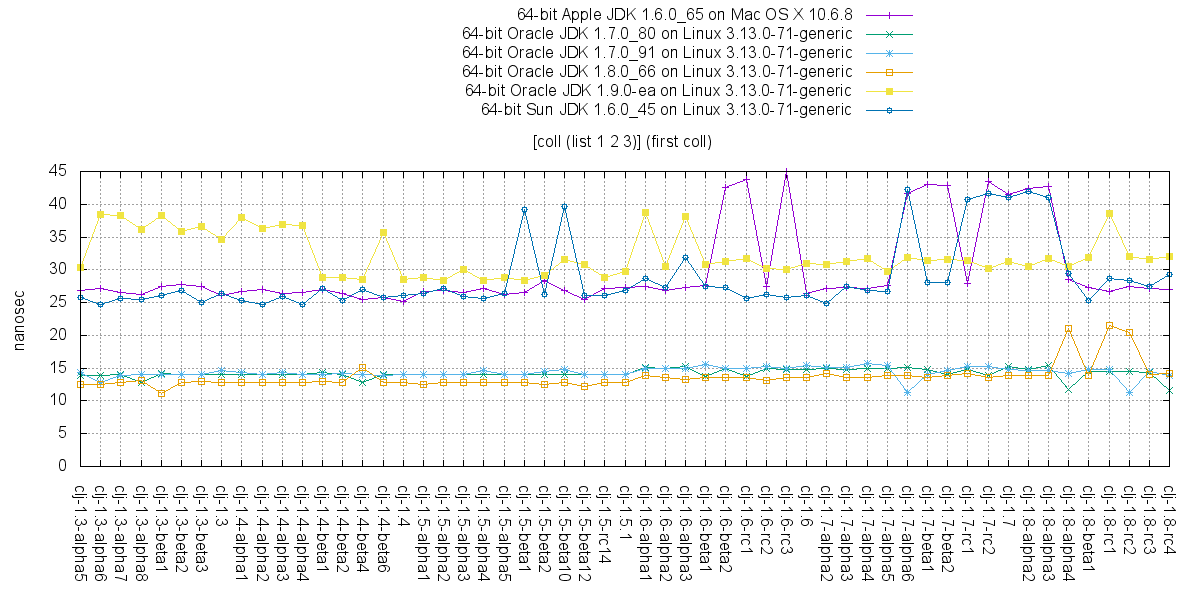 64-bit Apple JDK 1.6.0_65 on Mac OS X 10.6.8
64-bit Oracle JDK 1.7.0_80 on Linux 3.13.0-71-generic
64-bit Oracle JDK 1.7.0_91 on Linux 3.13.0-71-generic
64-bit Oracle JDK 1.8.0_66 on Linux 3.13.0-71-generic
64-bit Oracle JDK 1.9.0-ea on Linux 3.13.0-71-generic
64-bit Sun JDK 1.6.0_45 on Linux 3.13.0-71-generic
[coll (list 1 2 3)] (first coll)
nanosec
45
40
35
30
25
20
15
10
5
0
clj-1.3-alpha5
clj-1.3-alpha6
clj-1.3-alpha7
clj-1.3-alpha8
clj-1.3-beta1
clj-1.3-beta2
clj-1.3-beta3
clj-1.3
clj-1.4-alpha1
clj-1.4-alpha2
clj-1.4-alpha3
clj-1.4-alpha4
clj-1.4-beta1
clj-1.4-beta2
clj-1.4-beta4
clj-1.4-beta6
clj-1.4
clj-1.5-alpha1
clj-1.5-alpha2
clj-1.5-alpha3
clj-1.5-alpha4
clj-1.5-alpha5
clj-1.5-beta1
clj-1.5-beta2
clj-1.5-beta10
clj-1.5-beta12
clj-1.5-rc14
clj-1.5.1
clj-1.6-alpha1
clj-1.6-alpha2
clj-1.6-alpha3
clj-1.6-beta1
clj-1.6-beta2
clj-1.6-rc1
clj-1.6-rc2
clj-1.6-rc3
clj-1.6
clj-1.7-alpha2
clj-1.7-alpha3
clj-1.7-alpha4
clj-1.7-alpha5
clj-1.7-alpha6
clj-1.7-beta1
clj-1.7-beta2
clj-1.7-rc1
clj-1.7-rc2
clj-1.7
clj-1.8-alpha2
clj-1.8-alpha3
clj-1.8-alpha4
clj-1.8-beta1
clj-1.8-rc1
clj-1.8-rc2
clj-1.8-rc3
clj-1.8-rc4